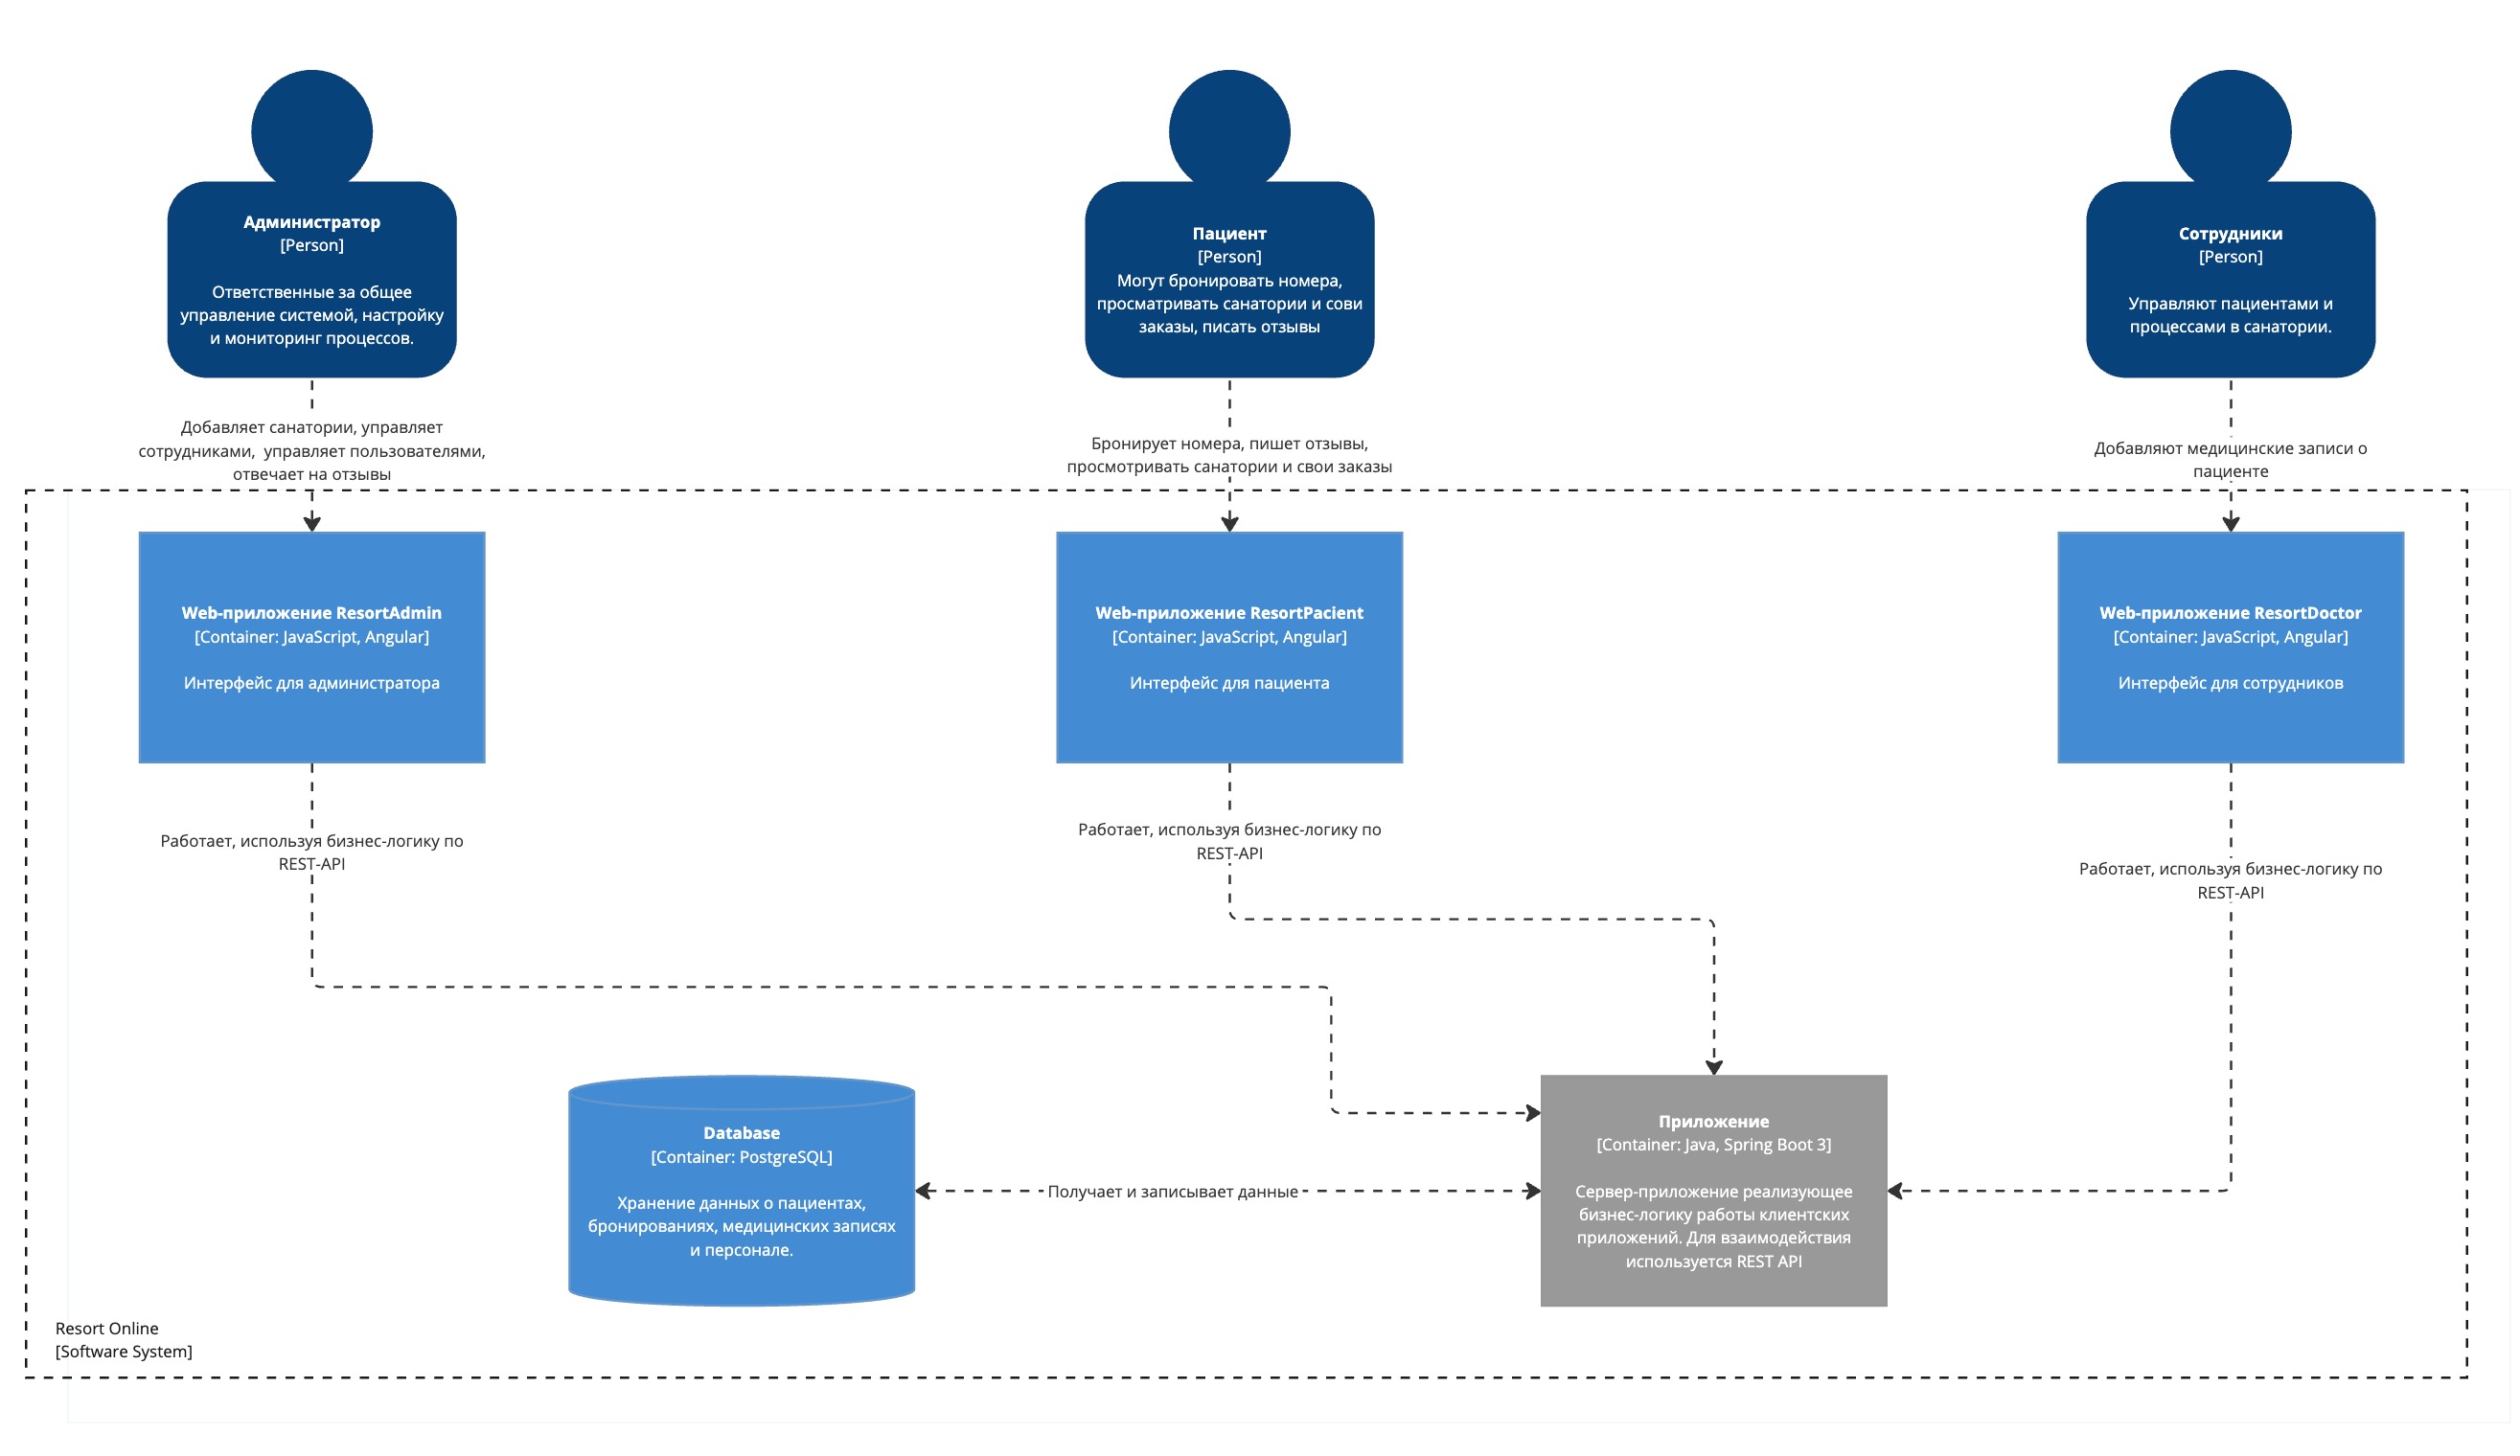 Администратор
[Person]
Ответственные за общее
управление системой, настройку
и мониторинг процессов.
Пациент
[Person]
Могут бронировать номера,
просматривать санатории и сови
заказы, писать отзывы
Сотрудники
[Person]
Управляют пациентами и
процессами в санатории.
Добавляет санатории, управляет
сотрудниками,  управляет пользователями,
отвечает на отзывы
Бронирует номера, пишет отзывы,
просмотривать санатории и свои заказы
Добавляют медицинские записи о
пациенте
Web-приложение ResortAdmin
[Container: JavaScript, Angular]
Интерфейс для администратора
Web-приложение ResortPacient
[Container: JavaScript, Angular]
Интерфейс для пациента
Web-приложение ResortDoctor
[Container: JavaScript, Angular]
Интерфейс для сотрудников
Работает, используя бизнес-логику по
REST-API
Работает, используя бизнес-логику по
REST-API
Работает, используя бизнес-логику по
REST-API
Database
[Container: PostgreSQL]
Хранение данных о пациентах,
бронированиях, медицинских записях
и персонале.
Получает и записывает данные
Приложение
[Container: Java, Spring Boot 3]
Сервер-приложение реализующее
бизнес-логику работы клиентских
приложений. Для взаимодействия
используется REST API
Resort Online
[Software System]